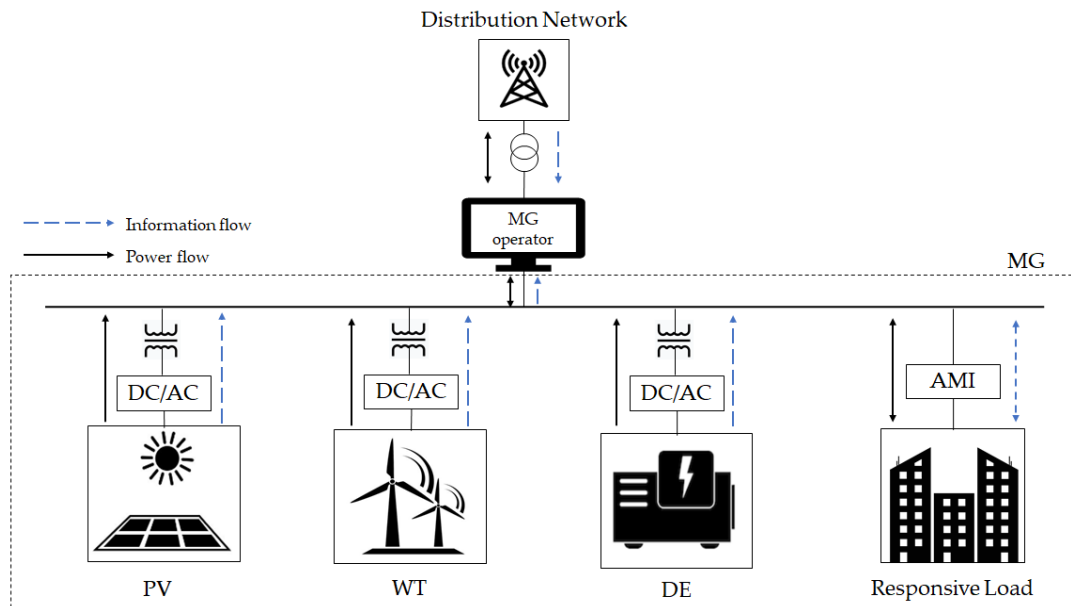 Distribution Network
MG
operator
Information flow
Power flow
MG
DC/AC
DC/AC
DC/AC
AMI
PV
WT
DE
Responsive Load